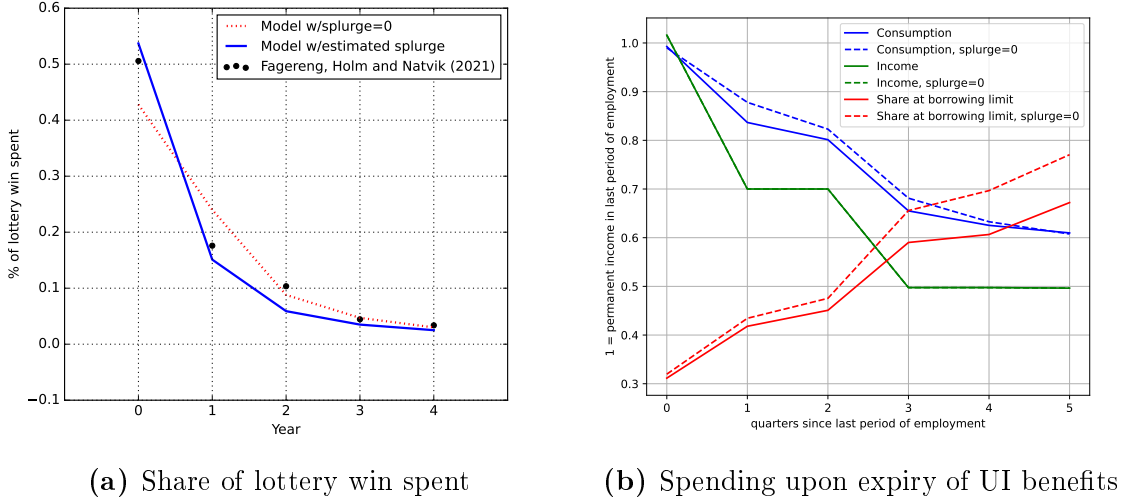 0.6
0.5
0.4
0.3
0.2
0.1
0.0
−0.1
% of lottery win spent
0 1 2 3 4
Year
Model w/splurge=0
Model w/estimated splurge
Fagereng, Holm and Natvik (2021)
(a) Share of lottery win spent
1.0
0.9
0.8
0.7
0.6
0.5
0.4
0.3
1 = permanent income in last period of employment
0 1 2 3 4 5
quarters since last period of employment
Consumption
Consumption, splurge=0
Income
Income, splurge=0
Share at borrowing limit
Share at borrowing limit, splurge=0
(b) Spending upon expiry of UI benefits